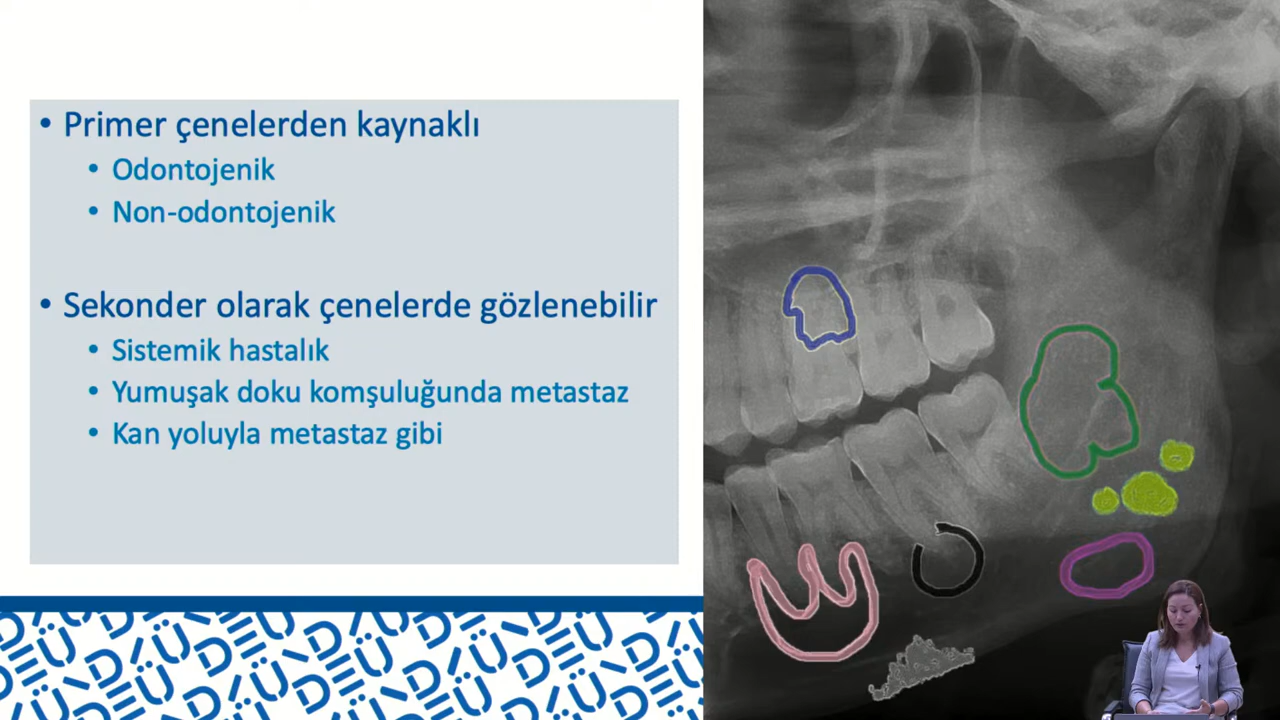 • Primer çenelerden kaynaklı
• Odontojenik
• Non-odontojenik
• Sekonder olarak çenelerde gözlenebilir
• Sistemik hastalık
• Yumuşak doku komşuluğunda metastaz
• Kan yoluyla metastaz gibi